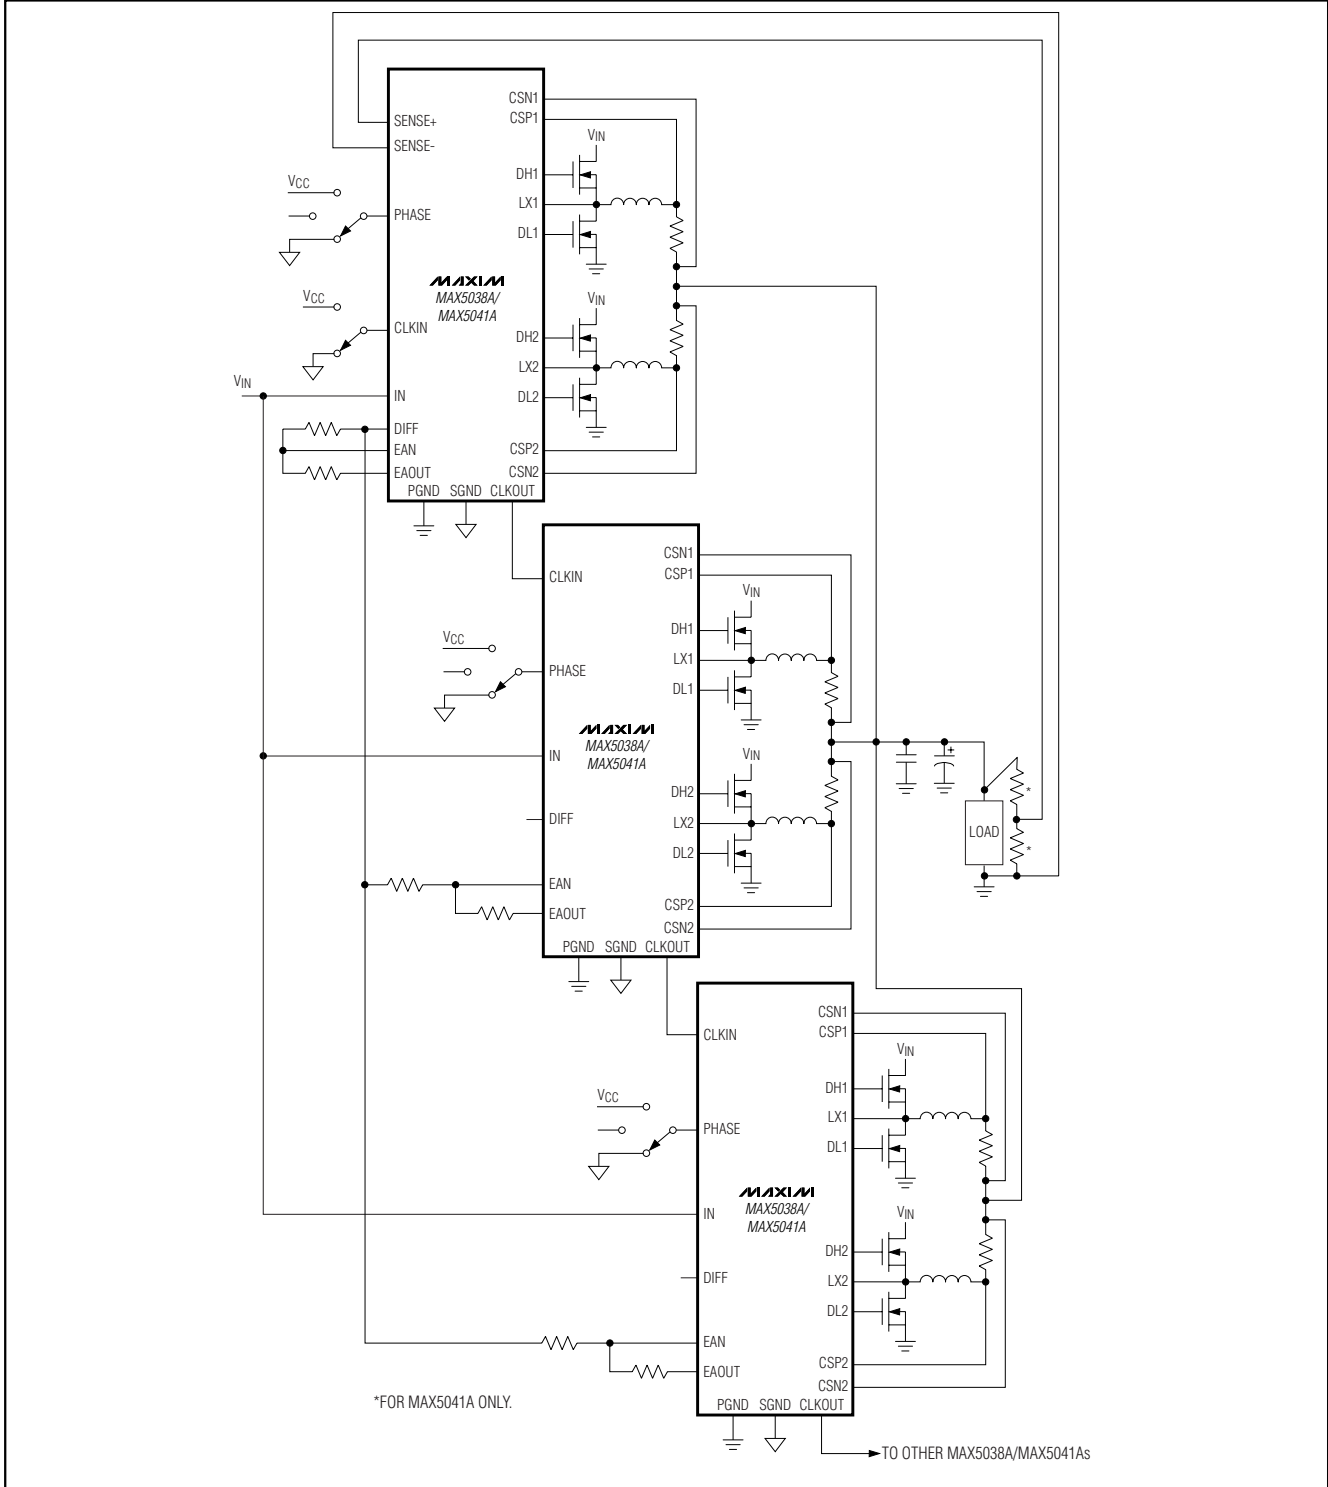 CSN1
SENSE+
CSP1
SENSE-
VIN
DH1
VCC
LX1
PHASE
DL1
MAXIM
MAX5038A/
MAX5041A
VCC
VIN
CLKIN
DH2
LX2
VIN
IN
DL2
DIFF
EAN
CSP2
EAOUT
CSN2
PGND SGND CLKOUT
CSN1
CLKIN
CSP1
VIN
DH1
VCC
LX1
PHASE
DL1
MAXIM
MAX5038A/
MAX5041A
IN
VIN
+
DH2
*
DIFF
LX2
LOAD
*
DL2
EAN
CSP2
EAOUT
CSN2
PGND SGND CLKOUT
CSN1
CLKIN
CSP1
VIN
DH1
VCC
LX1
PHASE
DL1
MAXIM
MAX5038A/
MAX5041A
IN
VIN
DH2
DIFF
LX2
DL2
EAN
CSP2
EAOUT
CSN2
*FOR MAX5041A ONLY.
PGND SGND CLKOUT
TO OTHER MAX5038A/MAX5041As